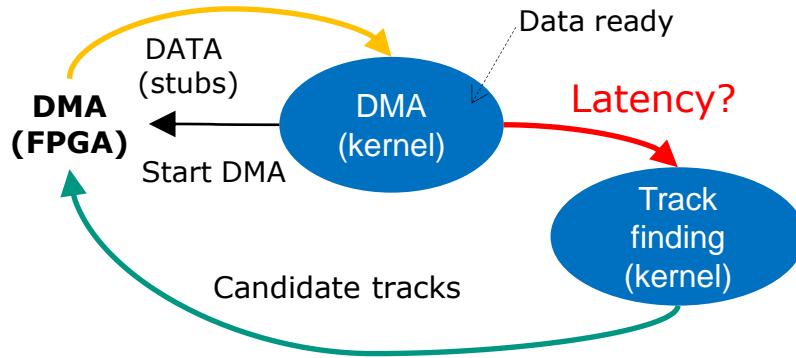 Data ready
DATA
(stubs)
DMA
(FPGA)
DMA
(kernel)
Latency?
Start DMA
Track
finding
(kernel)
Candidate tracks